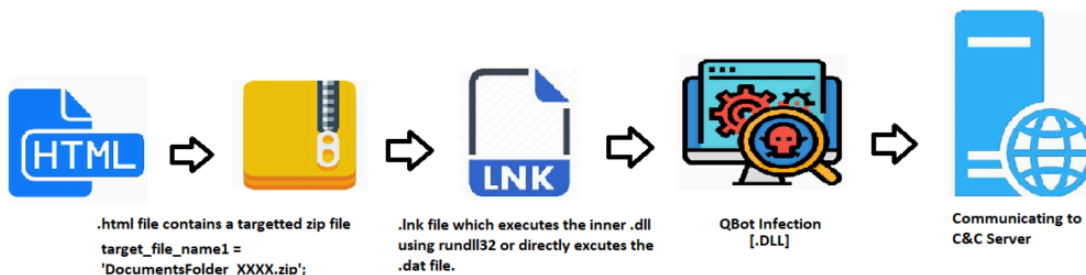 HTML
LNK
.html file contains a targetted zip file
target_file_name1 =
'DocumentsFolder_XXXX.zip';
.lnk file which executes the inner .dll
using rundll32 or directly excutes the
.dat file.
QBot Infection
[.DLL]
Communicating to
C&C Server